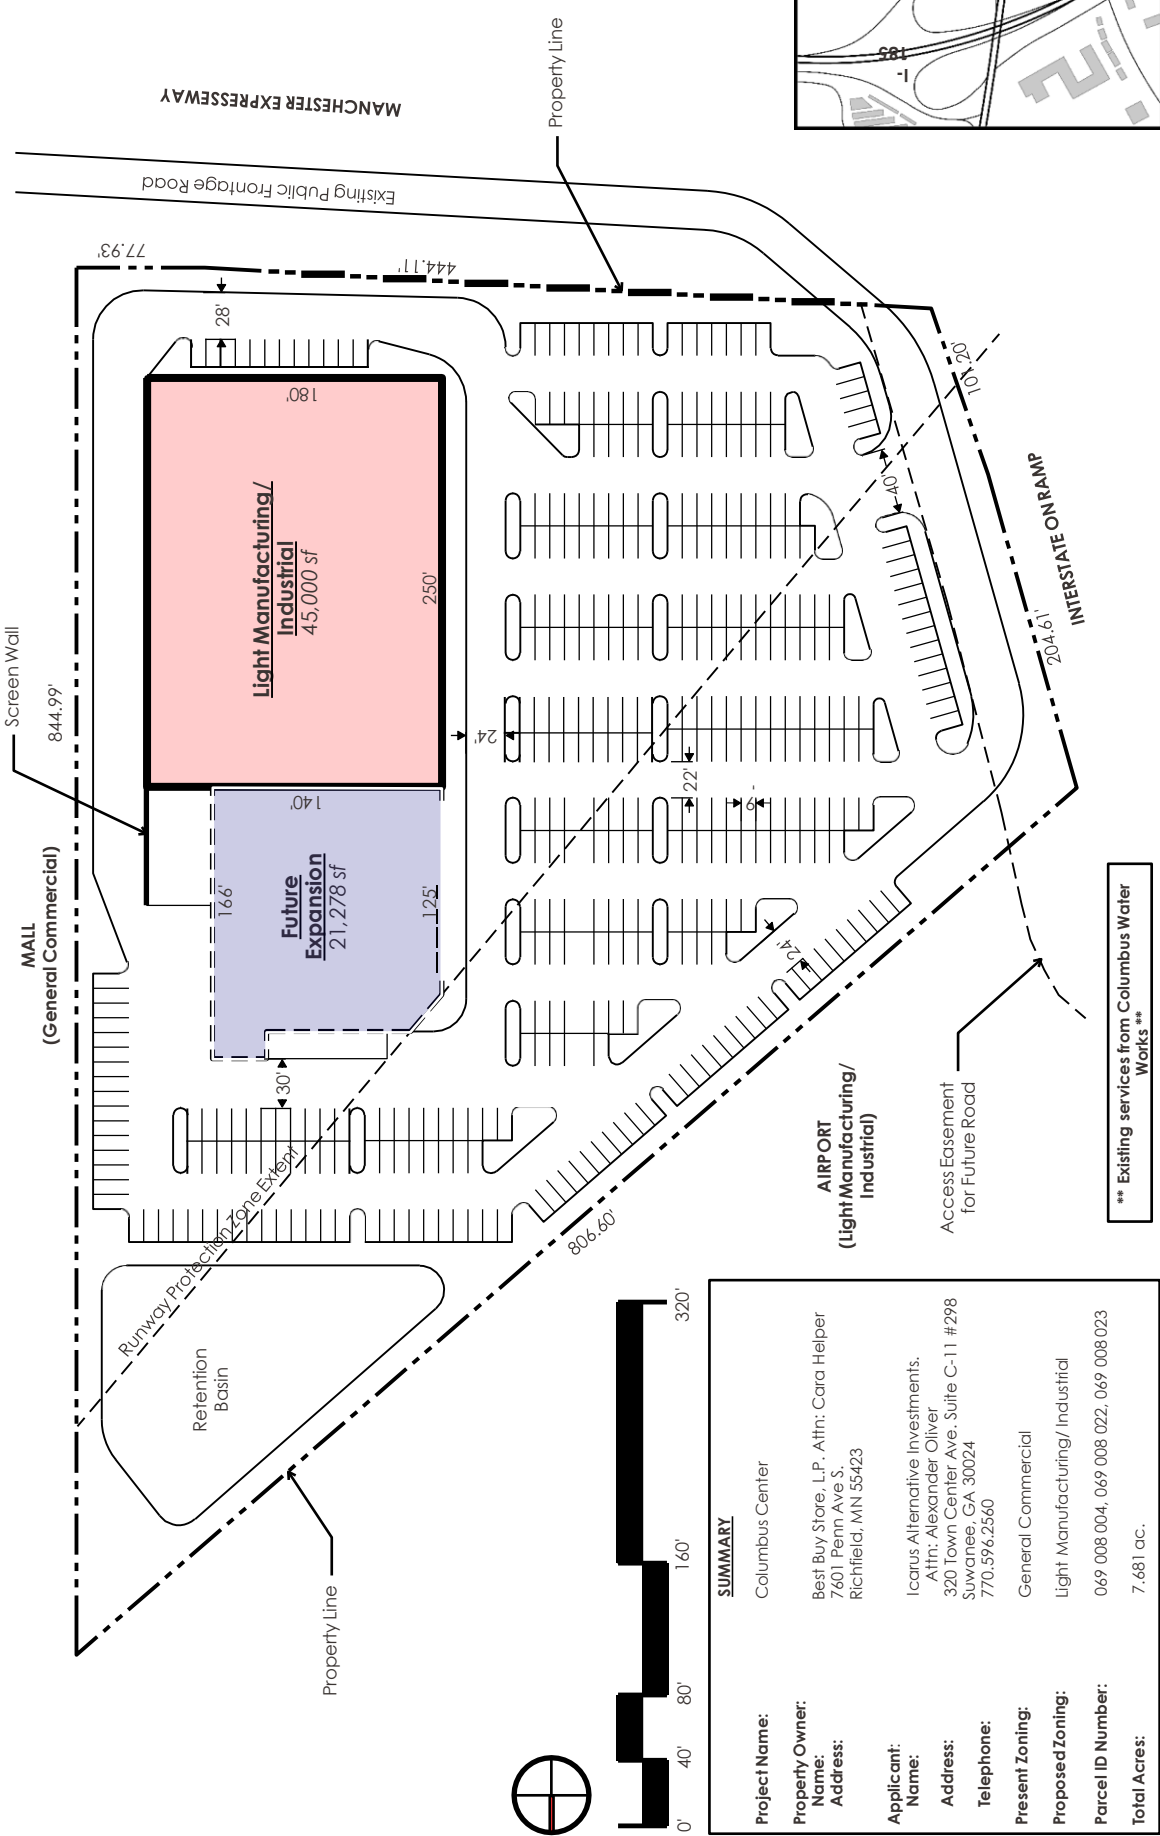 MANCHESTER EXPRESSEWAY
Existing Public Frontage Road
Property Line
I-
185
77.93'
444.11'
28'
180'
Light Manufacturing/
Industrial
45,000 sf
250'
Screen Wall
844.99'
MALL
(General Commercial)
140'
Future
Expansion
21,278 sf
166'
125'
24'
22'
9'
24'
30'
40'
101.20'
INTERSTATE ON RAMP
204.61'
Runway Protection Zone Extent
Retention
Basin
806.60'
Property Line
AIRPORT
(Light Manufacturing/
Industrial)
Access Easement
for Future Road
** Existing services from Columbus Water
Works **
0'
40'
80'
160'
320'
SUMMARY
Project Name: Columbus Center
Property Owner:
Name: Best Buy Store, L.P. Attn: Cara Helper
Address: 7601 Penn Ave S.
Richfield, MN 55423
Applicant:
Name: Icarus Alternative Investments.
Attn: Alexander Oliver
Address: 320 Town Center Ave. Suite C-11 #298
Suwanee, GA 30024
Telephone: 770.596.2560
Present Zoning: General Commercial
Proposed Zoning: Light Manufacturing/ Industrial
Parcel ID Number: 069 008 004, 069 008 022, 069 008 023
Total Acres: 7.681 ac.